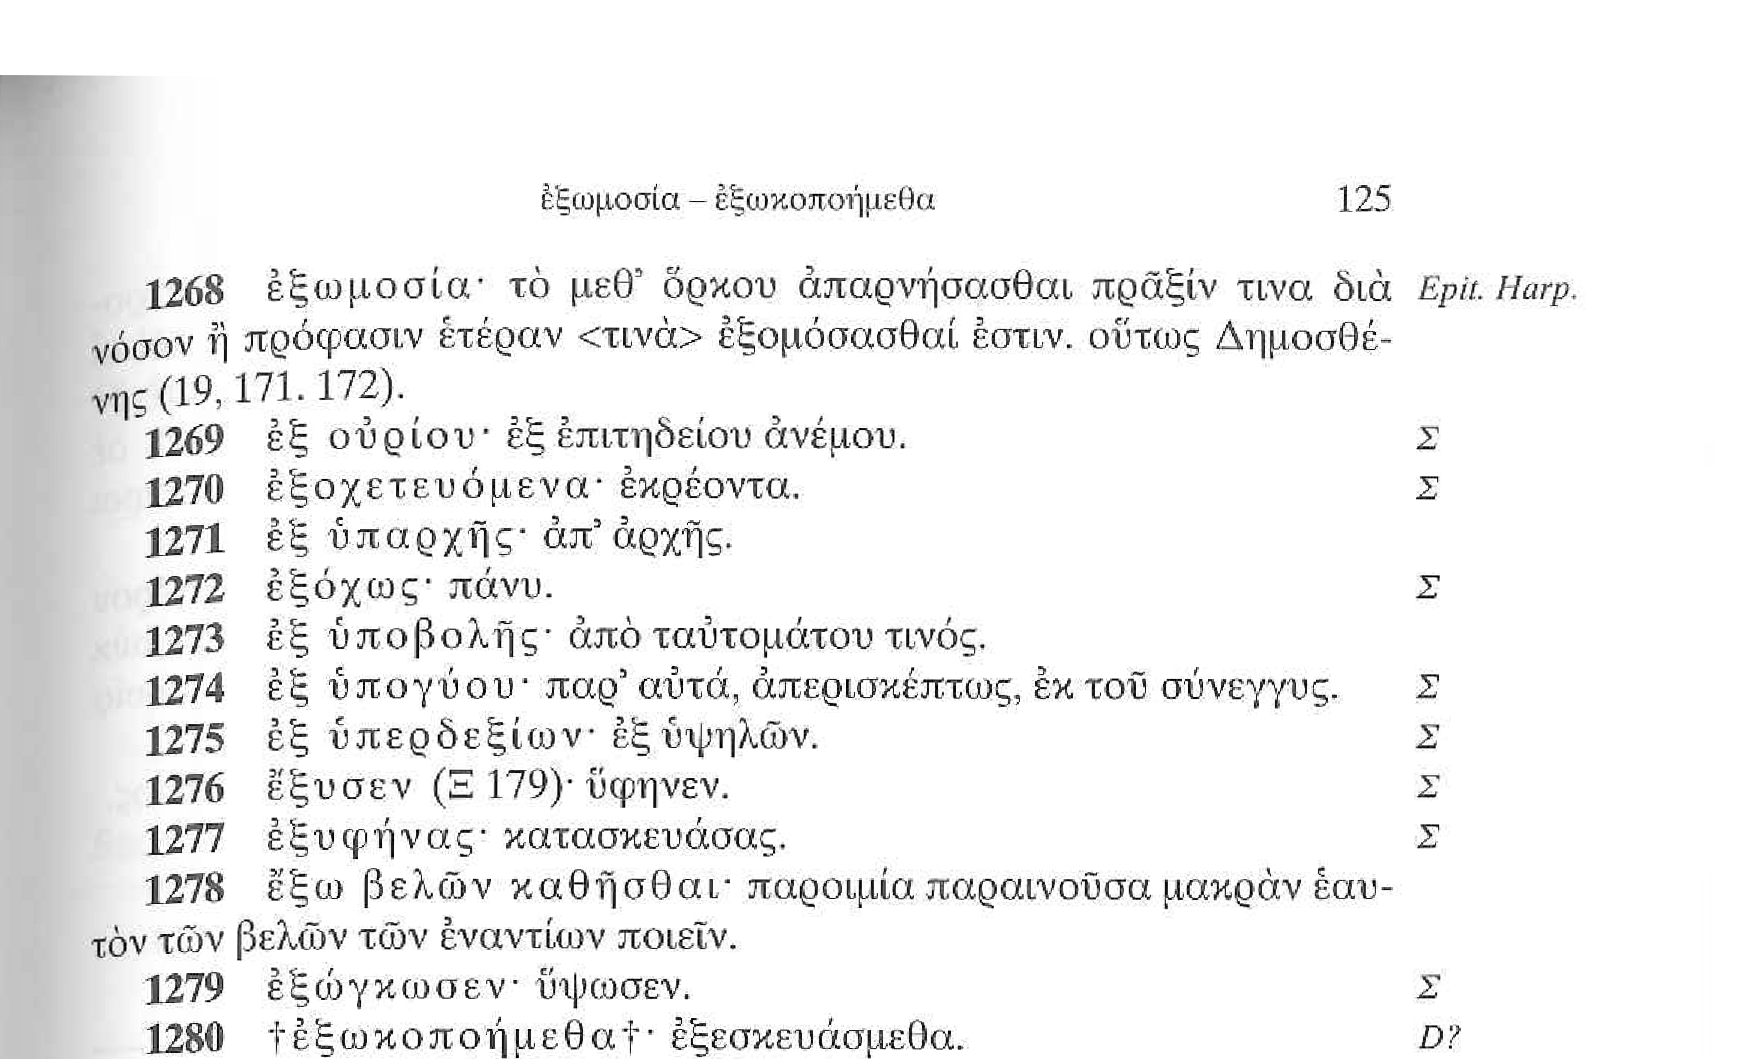 ἐξωμοσία – ἐξωκοποήμεθα 125
1268 ἐξωμοσία· τὸ μεθ’ ὅρκου ἀπαρνήσασθαι πρᾶξίν τινα διὰ Epit. Harp.
νόσον ἢ πρόφασιν ἑτέραν <τινὰ> ἐξομόσασθαί ἐστιν. οὕτως Δημοσθέ-
νης (19, 171. 172).
1269 ἐξ οὐρίου· ἐξ ἐπιτηδείου ἀνέμου. Σ
1270 ἐξοχετευόμενα· ἐκρέοντα. Σ
1271 ἐξ ὑπαρχῆς· ἀπ’ ἀρχῆς.
1272 ἐξόχως· πάνυ. Σ
1273 ἐξ ὑποβολῆς· ἀπὸ ταὐτομάτου τινός.
1274 ἐξ ὑπογύου· παρ’ αὐτά, ἀπερισκέπτως, ἐκ τοῦ σύνεγγυς. Σ
1275 ἐξ ὑπερδεξίων· ἐξ ὑψηλῶν. Σ
1276 ἔξυσεν (Ξ 179)· ὕφηνεν. Σ
1277 ἐξυφήνας· κατασκευάσας. Σ
1278 ἔξω βελῶν καθῆσθαι· παροιμία παραινοῦσα μακρὰν ἑαυ-
τὸν τῶν βελῶν τῶν ἐναντίων ποιεῖν.
1279 ἐξώγκωσεν· ὕψωσεν. Σ
1280 †ἐξωκοποήμεθα†· ἐξεσκευάσμεθα. D?